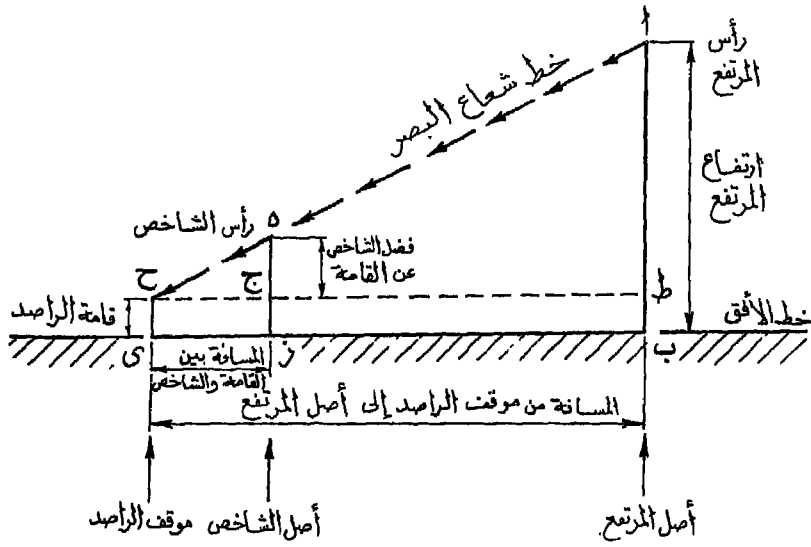 ا
رأس
المرتفع
خط شعاع البصر
ارتفاع
المرتفع
ه
رأس الشاخص
فضل الشاخص
عن القامة
ح
ج
ط
قامة الراصد
خط الأفق
ى
ز
ب
المسافة بين
القامة والشاخص
المسافة من موقف الراصد إلى أصل المرتفع
أصل المرتفع
أصل الشاخص
موقف الراصد